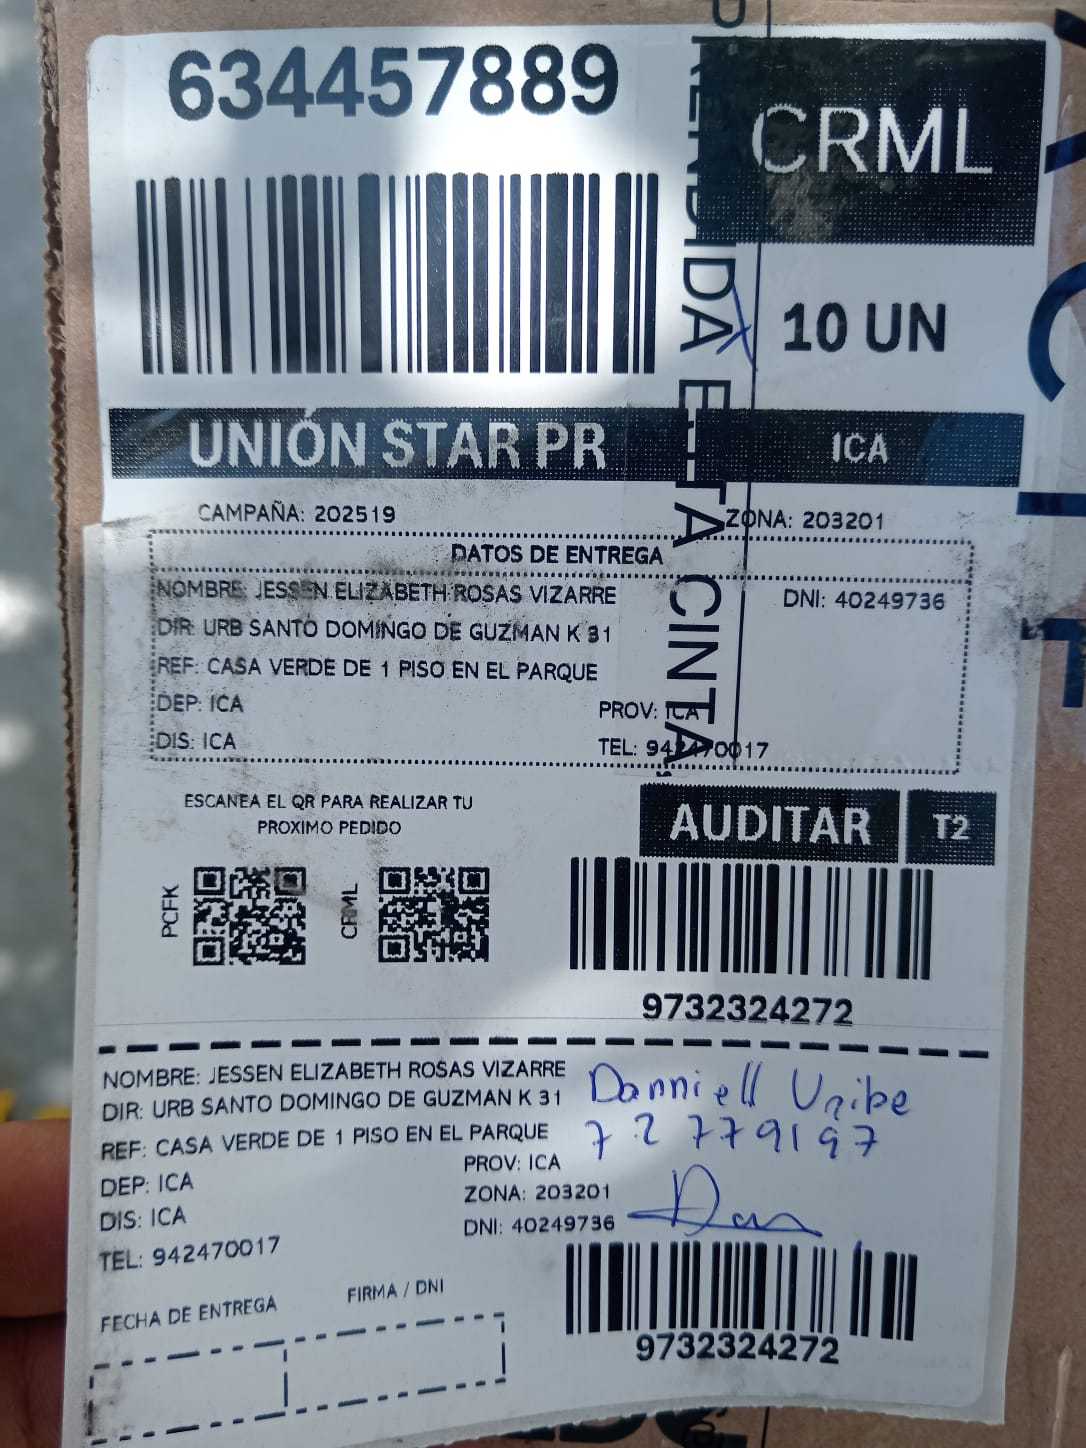 634457889
CRML
10 UN
UNIÓN STAR PR
ICA
CAMPAÑA: 202519
ZONA: 203201
DATOS DE ENTREGA
NOMBRE: JESSEN ELIZABETH ROSAS VIZARRE
DNI: 40249736
DIR: URB SANTO DOMINGO DE GUZMAN K 31
REF: CASA VERDE DE 1 PISO EN EL PARQUE
DEP: ICA
PROV: ICA
DIS: ICA
TEL: 942470017
CINTA,
ESCANEA EL QR PARA REALIZAR TU
PROXIMO PEDIDO
PCFK
CRML
AUDITAR
T2
9732324272
NOMBRE: JESSEN ELIZABETH ROSAS VIZARRE
DIR: URB SANTO DOMINGO DE GUZMAN K 31
REF: CASA VERDE DE 1 PISO EN EL PARQUE
DEP: ICA
PROV: ICA
DIS: ICA
ZONA: 203201
TEL: 942470017
DNI: 40249736
Danniell Uribe
72779197
FECHA DE ENTREGA
FIRMA / DNI
9732324272